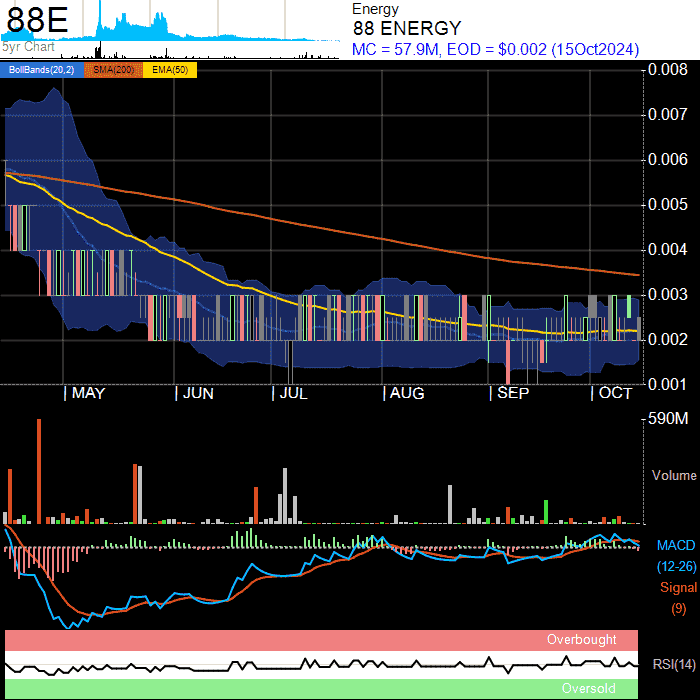 88E
5yr Chart
Energy
88 ENERGY
MC = 57.9M, EOD = $0.002 (15Oct2024)
BollBands(20,2) SMA(200) EMA(50)
0.008
0.007
0.006
0.005
0.004
0.003
0.002
0.001
MAY JUN JUL AUG SEP OCT
590M
Volume
MACD
(12-26)
Signal
(9)
Overbought
RSI(14)
Oversold